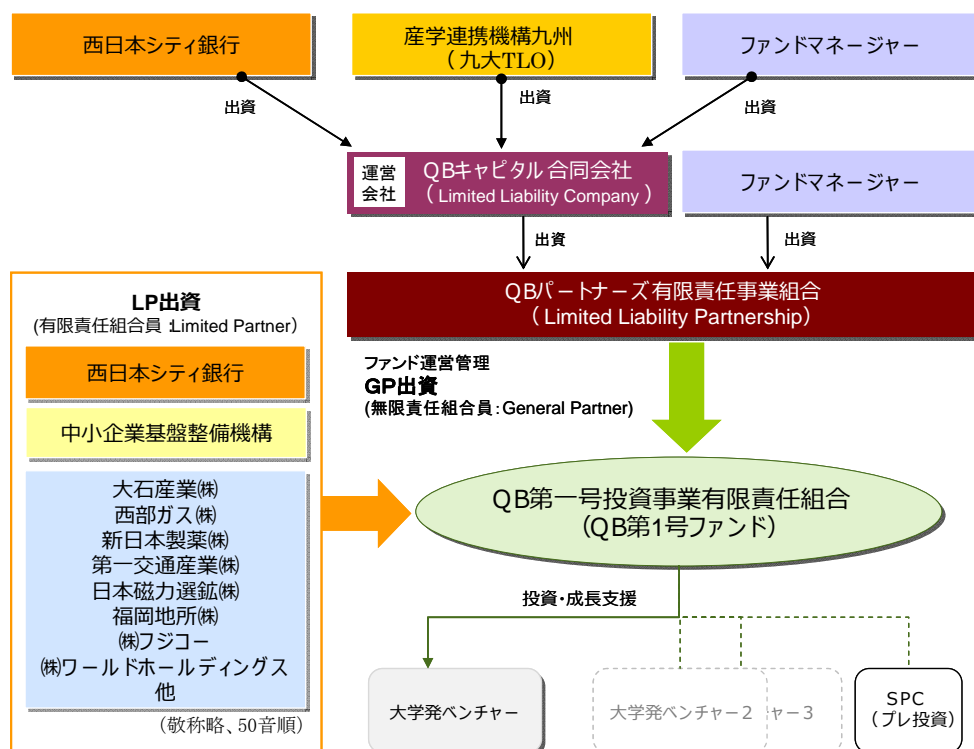 西日本シティ銀行
産学連携機構九州
（九大TLO）
ファンドマネージャー
出資
出資
出資
運営
会社
QBキャピタル 合同会社
（ Limited Liability Company ）
ファンドマネージャー
出資
出資
QBパートナーズ有限責任事業組合
（ Limited Liability Partnership）
LP出資
(有限責任組合員：Limited Partner）
西日本シティ銀行
中小企業基盤整備機構
大石産業㈱
西部ガス㈱
新日本製薬㈱
第一交通産業㈱
日本磁力選鉱㈱
福岡地所㈱
㈱フジコー
㈱ワールドホールディングス
他
（敬称略、50音順）
ファンド運営管理
GP出資
(無限責任組合員：General Partner)
QB第一号投資事業有限責任組合
（QB第1号ファンド）
投資・成長支援
大学発ベンチャー
大学発ベンチャー２
ャー３
SPC
（プレ投資）